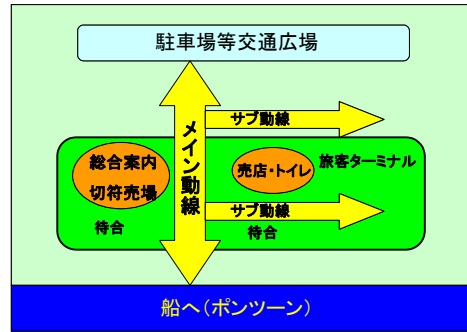 駐車場等交通広場
サブ動線
メイン動線
総合案内
切符売場
売店・トイレ
旅客ターミナル
サブ動線
待合
待合
船へ(ポンツーン)